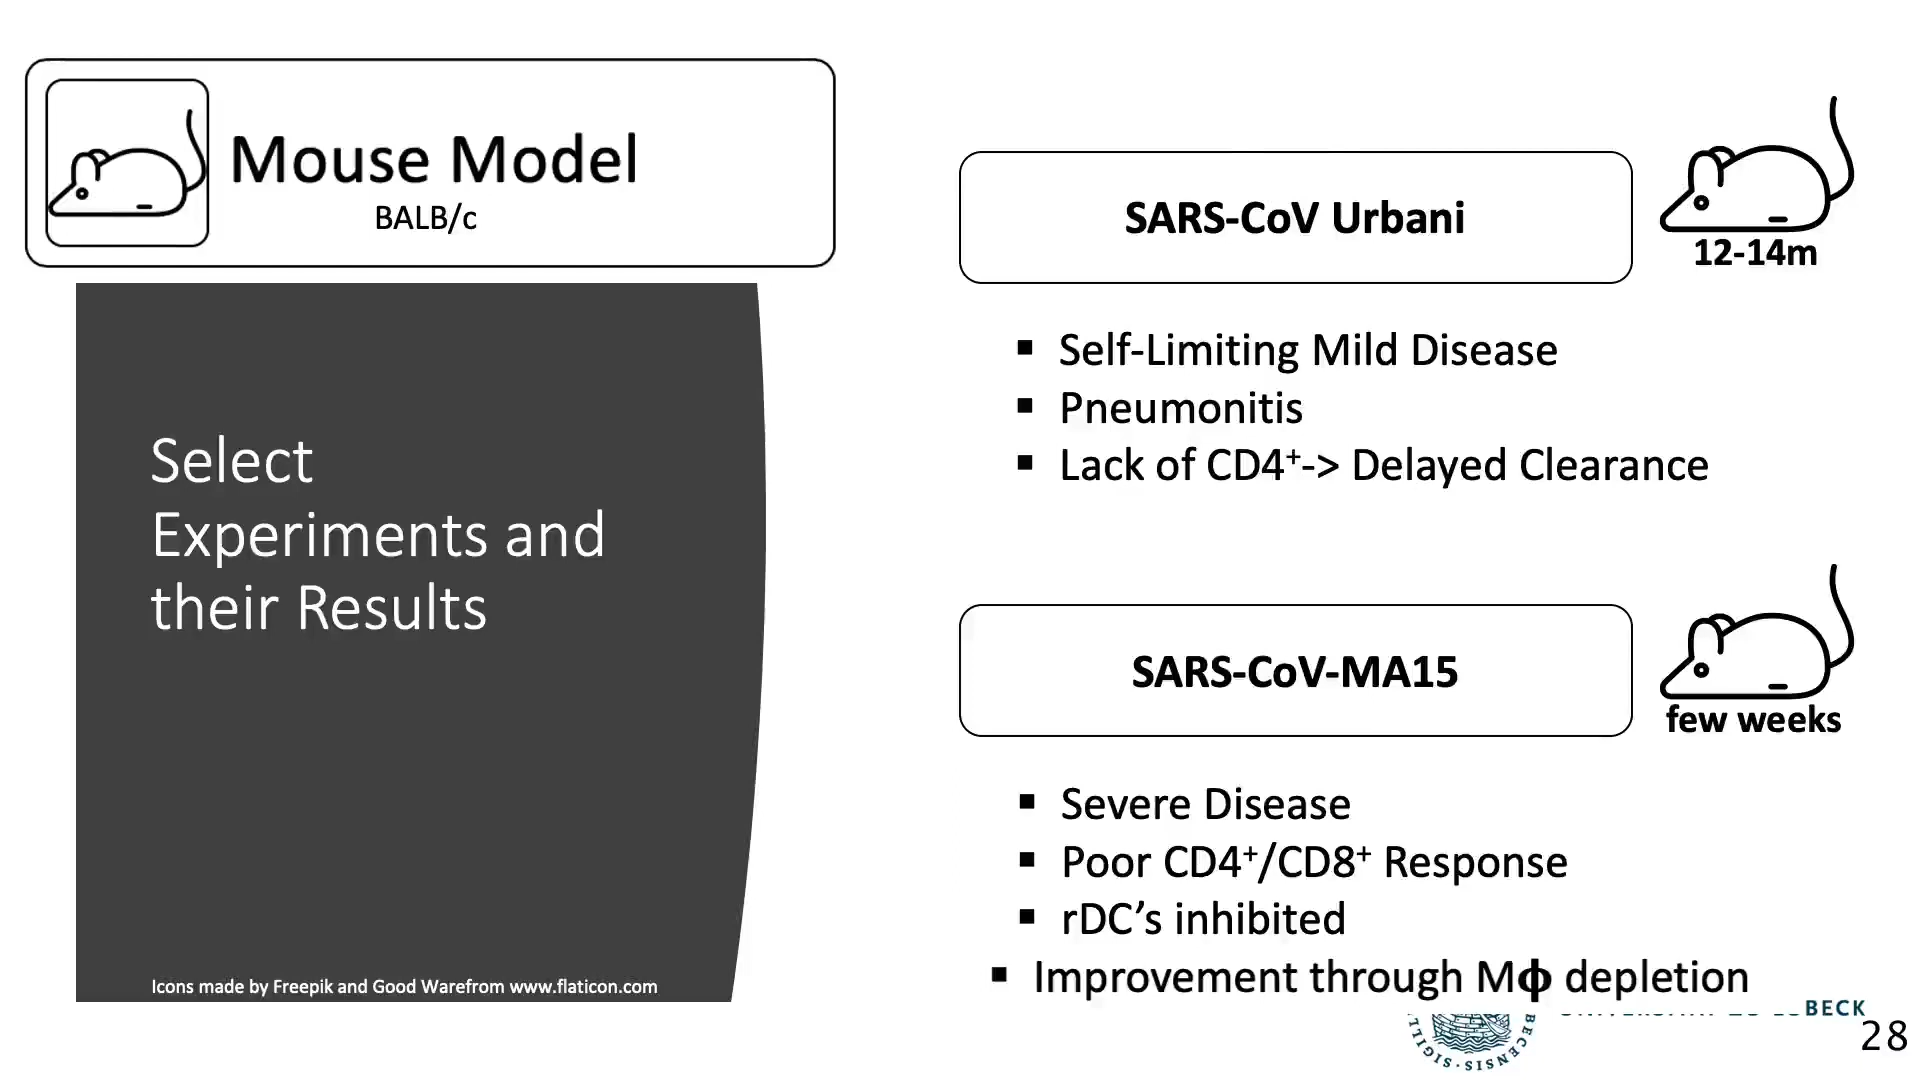 Mouse Model
BALB/c
Select
Experiments and
their Results
Icons made by Freepik and Good Warefrom www.flaticon.com
SARS-CoV Urbani
12-14m
▪ Self-Limiting Mild Disease
▪ Pneumonitis
▪ Lack of CD4⁺-> Delayed Clearance
SARS-CoV-MA15
few weeks
▪ Severe Disease
▪ Poor CD4⁺/CD8⁺ Response
▪ rDC’s inhibited
▪ Improvement through Mϕ depletion
BECK
28